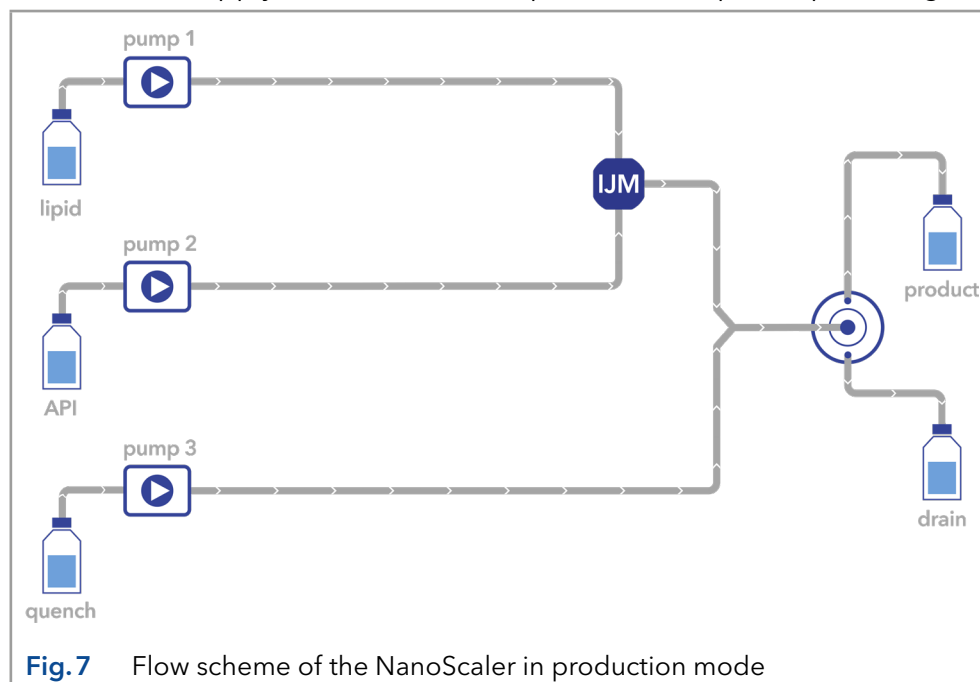 pump 1
lipid
IJM
pump 2
product
API
pump 3
drain
quench
Fig. 7 Flow scheme of the NanoScaler in production mode